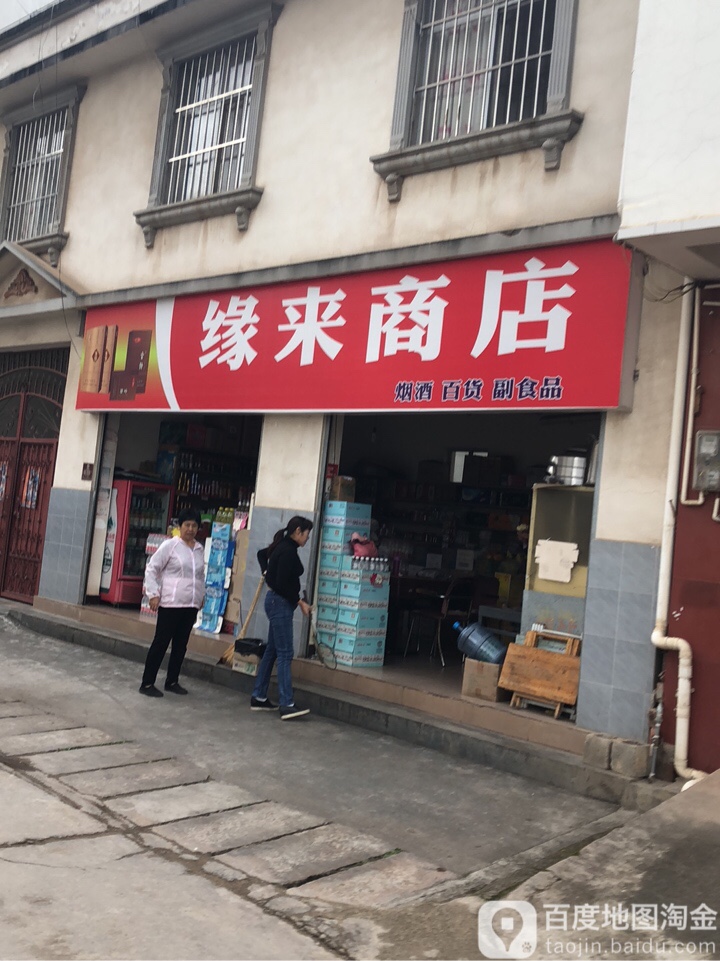 缘来商店
烟酒 百货 副食品
百度地图淘金
taojin.baidu.com